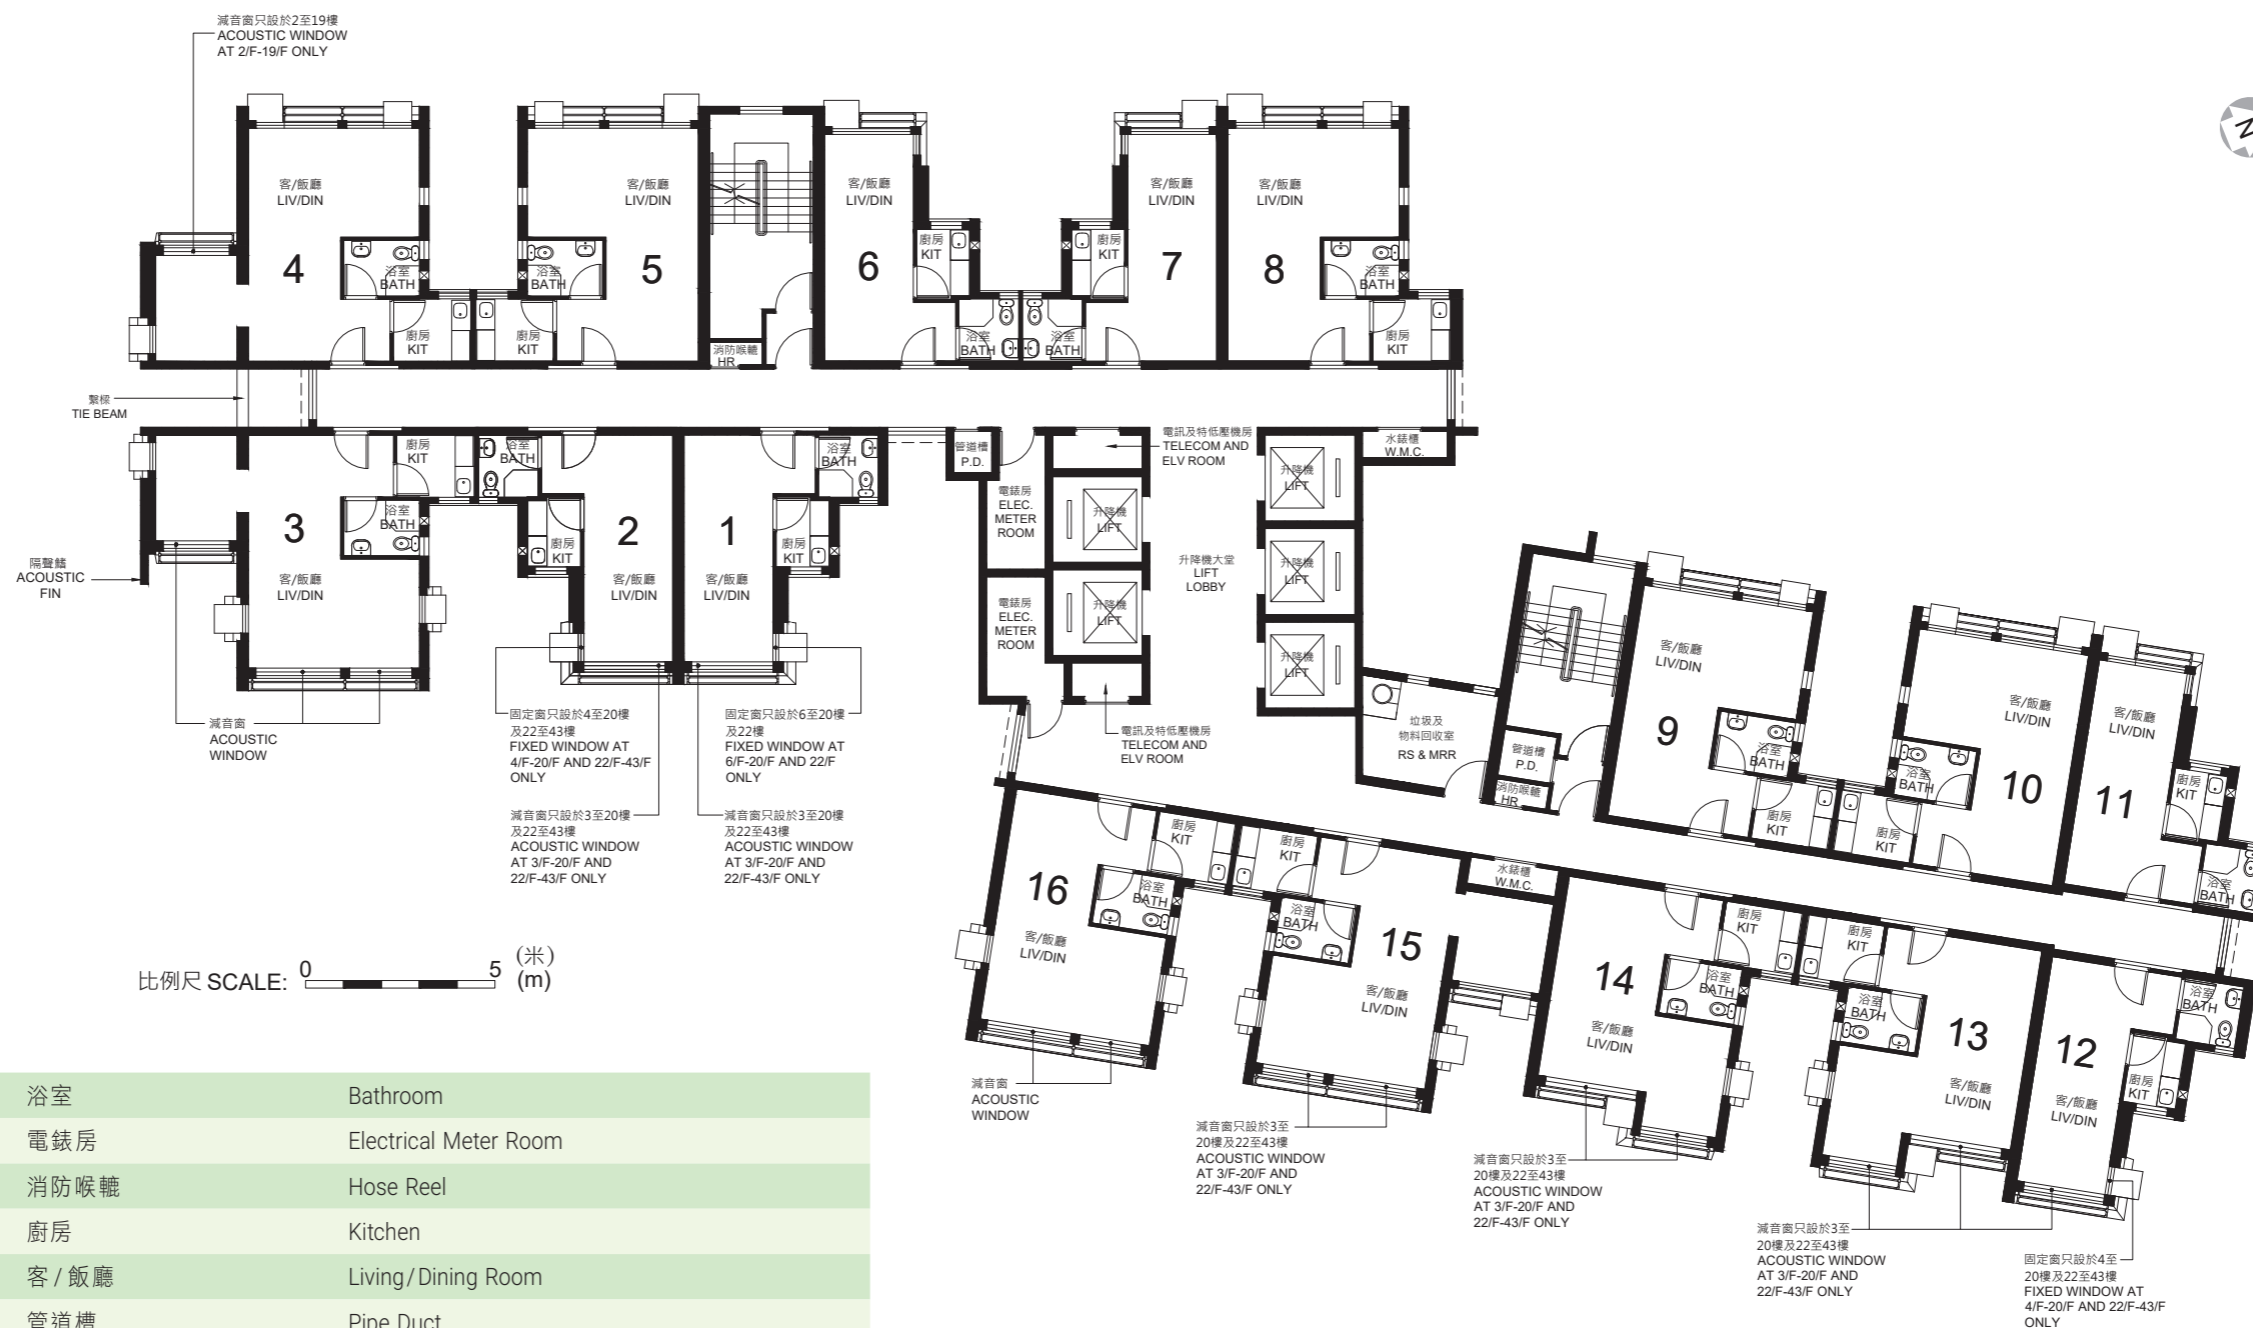 減音窗只設於2至19樓
ACOUSTIC WINDOW
AT 2/F-19/F ONLY
N
客/飯廳
LIV/DIN
4
浴室
BATH
廚房
KIT
客/飯廳
LIV/DIN
5
浴室
BATH
廚房
KIT
消防喉轆
HR
客/飯廳
LIV/DIN
6
廚房
KIT
浴室
BATH
客/飯廳
LIV/DIN
7
廚房
KIT
浴室
BATH
客/飯廳
LIV/DIN
8
浴室
BATH
廚房
KIT
繫樑
TIE BEAM
隔聲鰭
ACOUSTIC
FIN
廚房
KIT
浴室
BATH
3
客/飯廳
LIV/DIN
減音窗
ACOUSTIC
WINDOW
浴室
BATH
廚房
KIT
2
客/飯廳
LIV/DIN
1
客/飯廳
LIV/DIN
浴室
BATH
廚房
KIT
固定窗只設於4至20樓
及22至43樓
FIXED WINDOW AT
4/F-20/F AND 22/F-43/F
ONLY
減音窗只設於3至20樓
及22至43樓
ACOUSTIC WINDOW
AT 3/F-20/F AND
22/F-43/F ONLY
固定窗只設於6至20樓
及22樓
FIXED WINDOW AT
6/F-20/F AND 22/F
ONLY
減音窗只設於3至20樓
及22至43樓
ACOUSTIC WINDOW
AT 3/F-20/F AND
22/F-43/F ONLY
管道槽
P.D.
電錶房
ELEC.
METER
ROOM
電錶房
ELEC.
METER
ROOM
電訊及特低壓機房
TELECOM AND
ELV ROOM
升降機
LIFT
升降機
LIFT
升降機大堂
LIFT
LOBBY
升降機
LIFT
升降機
LIFT
升降機
LIFT
水錶櫃
W.M.C.
電訊及特低壓機房
TELECOM AND
ELV ROOM
垃圾及
物料回收室
RS & MRR
管道槽
P.D.
消防喉轆
HR
客/飯廳
LIV/DIN
9
浴室
BATH
廚房
KIT
客/飯廳
LIV/DIN
10
浴室
BATH
廚房
KIT
客/飯廳
LIV/DIN
11
廚房
KIT
浴室
BATH
廚房
KIT
16
浴室
BATH
客/飯廳
LIV/DIN
減音窗
ACOUSTIC
WINDOW
廚房
KIT
浴室
BATH
15
客/飯廳
LIV/DIN
減音窗只設於3至
20樓及22至43樓
ACOUSTIC WINDOW
AT 3/F-20/F AND
22/F-43/F ONLY
水錶櫃
W.M.C.
廚房
KIT
14
浴室
BATH
客/飯廳
LIV/DIN
減音窗只設於3至
20樓及22至43樓
ACOUSTIC WINDOW
AT 3/F-20/F AND
22/F-43/F ONLY
廚房
KIT
浴室
BATH
13
客/飯廳
LIV/DIN
減音窗只設於3至
20樓及22至43樓
ACOUSTIC WINDOW
AT 3/F-20/F AND
22/F-43/F ONLY
浴室
BATH
12
廚房
KIT
客/飯廳
LIV/DIN
固定窗只設於4至
20樓及22至43樓
FIXED WINDOW AT
4/F-20/F AND 22/F-43/F
ONLY
比例尺 SCALE: 0 5 (米)
(m)
浴室 Bathroom
電錶房 Electrical Meter Room
消防喉轆 Hose Reel
廚房 Kitchen
客/飯廳 Living/Dining Room
管道槽 Pipe Duct